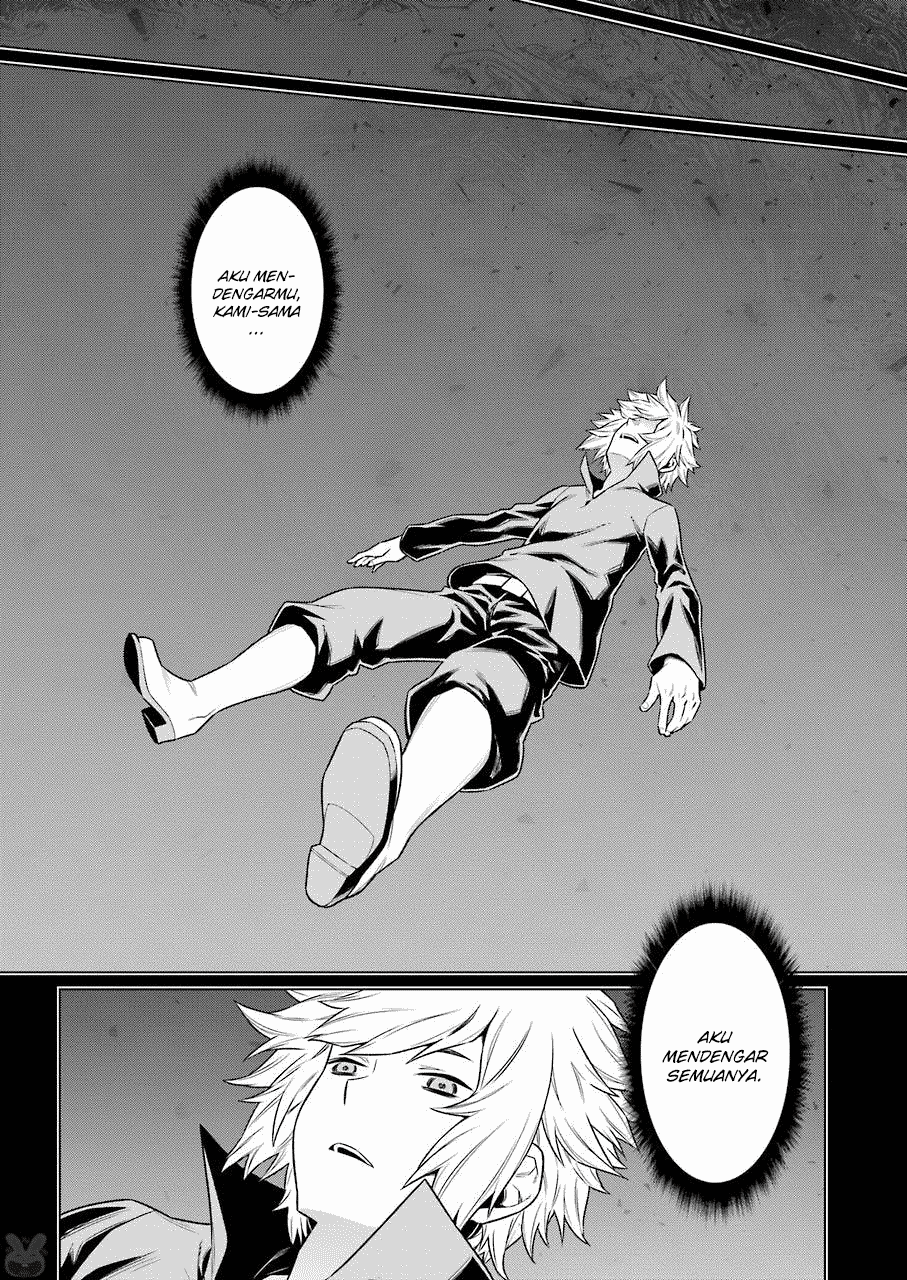 AKU MEN-
DENGARMU,
KAMI-SAMA
...
AKU
MENDENGAR
SEMUANYA.